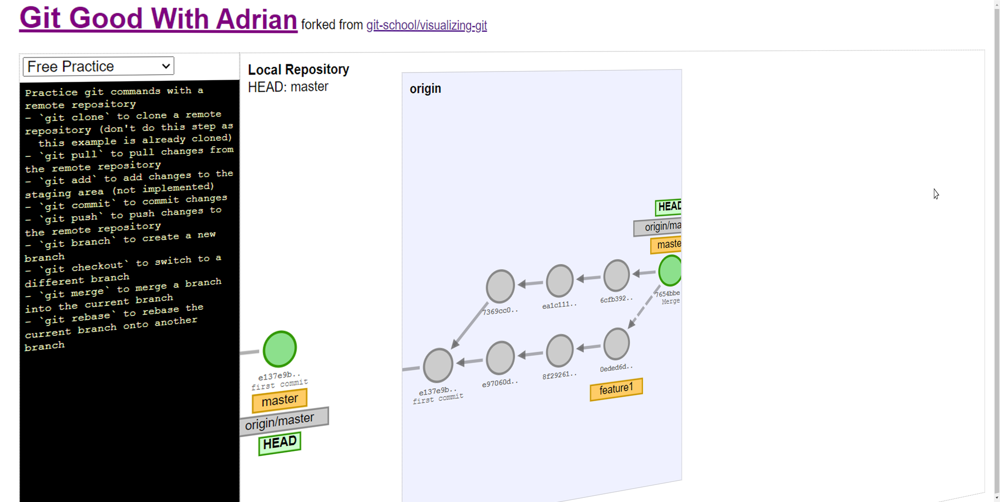 Git Good With Adrian forked from git-school/visualizing-git
Free Practice
Practice git commands with a
remote repository
- `git clone` to clone a remote
repository (don't do this step as
this example is already cloned)
- `git pull` to pull changes from
the remote repository
- `git add` to add changes to the
staging area (not implemented)
- `git commit` to commit changes
- `git push` to push changes to
the remote repository
- `git branch` to create a new
branch
- `git checkout` to switch to a
different branch
- `git merge` to merge a branch
into the current branch
- `git rebase` to rebase the
current branch onto another
branch
Local Repository
HEAD: master
e137e9b..
first commit
master
origin/master
HEAD
origin
HEAD
origin/ma
maste
7369cc0..
ea1c111..
6cfb392..
7654bbe
Merge
e137e9b..
first commit
e97060d..
8f29261..
0eded6d..
feature1